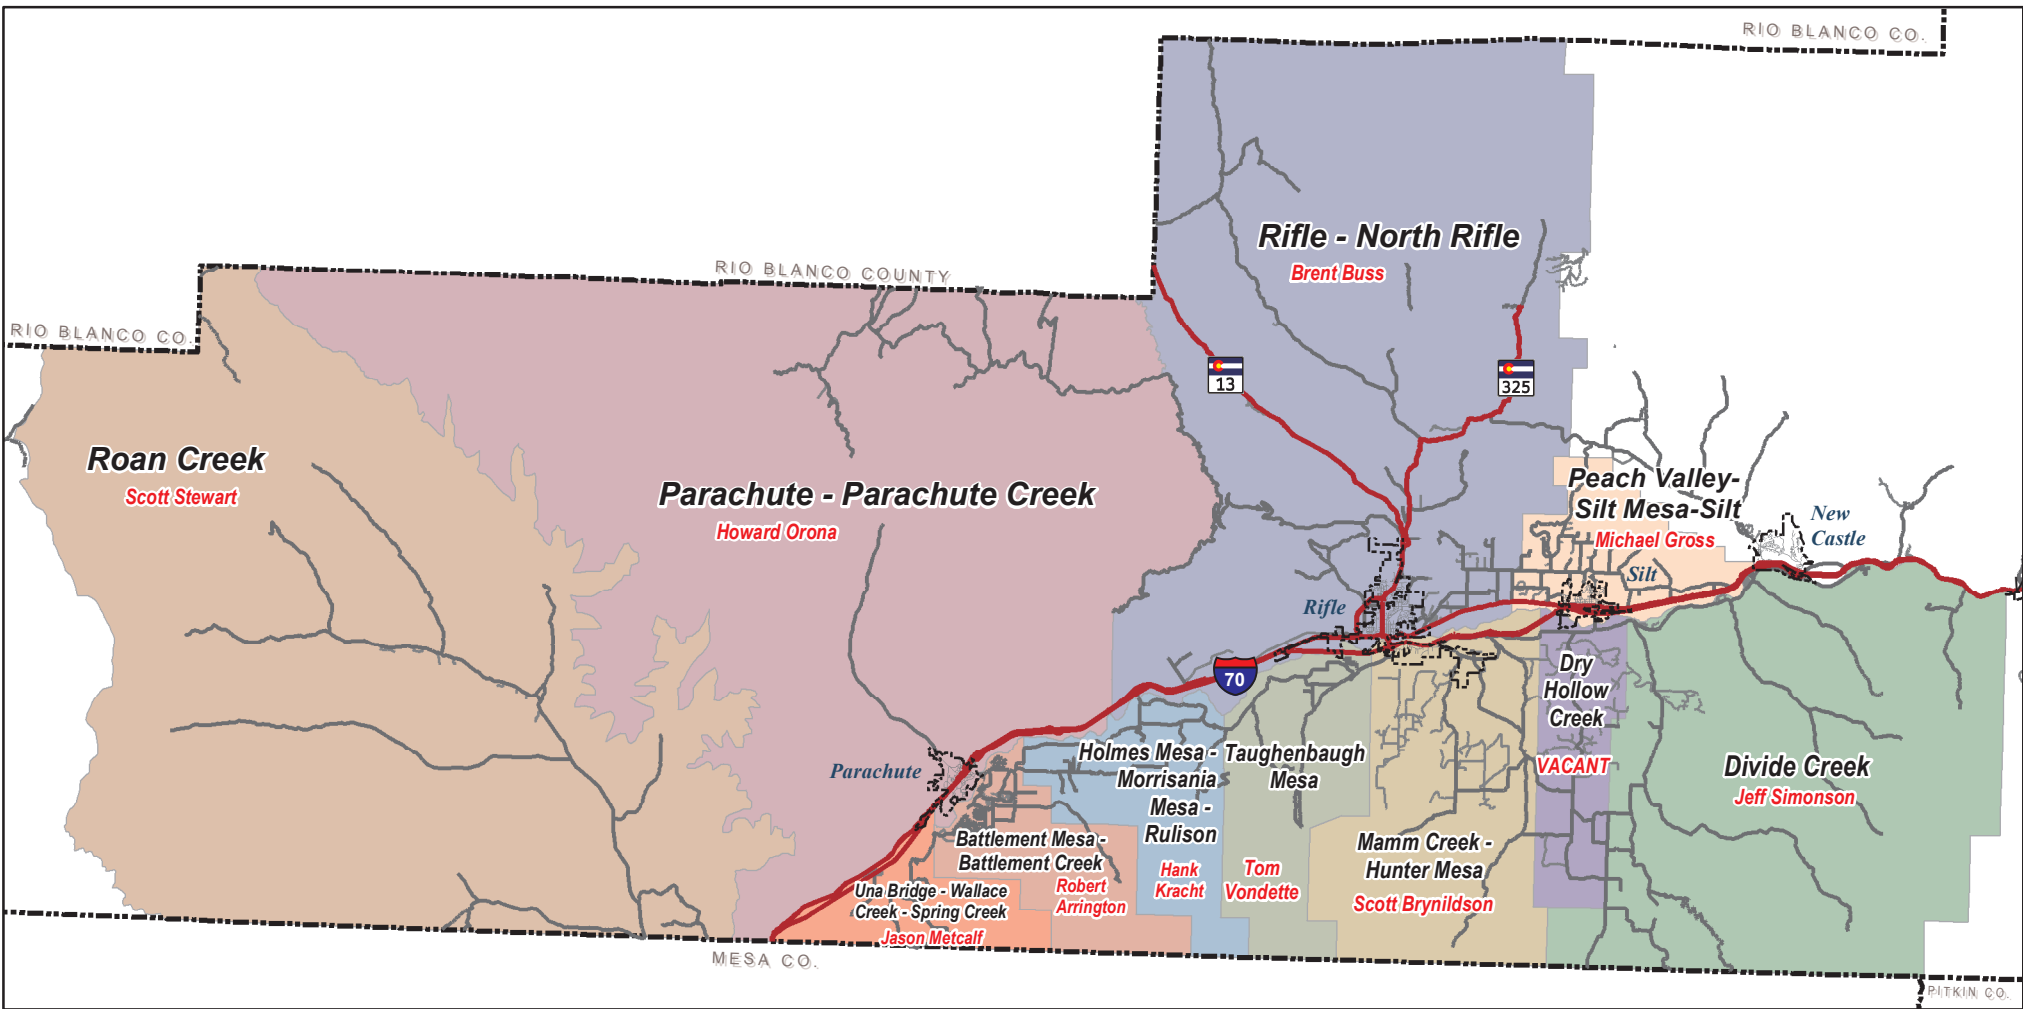 RIO BLANCO CO.
Rifle - North Rifle
Brent Buss
RIO BLANCO COUNTY
RIO BLANCO CO.
13
325
Roan Creek
Scott Stewart
Parachute - Parachute Creek
Howard Orona
Peach Valley-
Silt Mesa-Silt
Michael Gross
New
Castle
Silt
Rifle
70
Dry
Hollow
Creek
VACANT
Parachute
Holmes Mesa -
Morrisania
Mesa -
Rulison
Hank
Kracht
Taughenbaugh
Mesa
Tom
Vondette
Divide Creek
Jeff Simonson
Battlement Mesa -
Battlement Creek
Robert
Arrington
Mamm Creek -
Hunter Mesa
Scott Brynildson
Una Bridge - Wallace
Creek - Spring Creek
Jason Metcalf
MESA CO.
PITKIN CO.